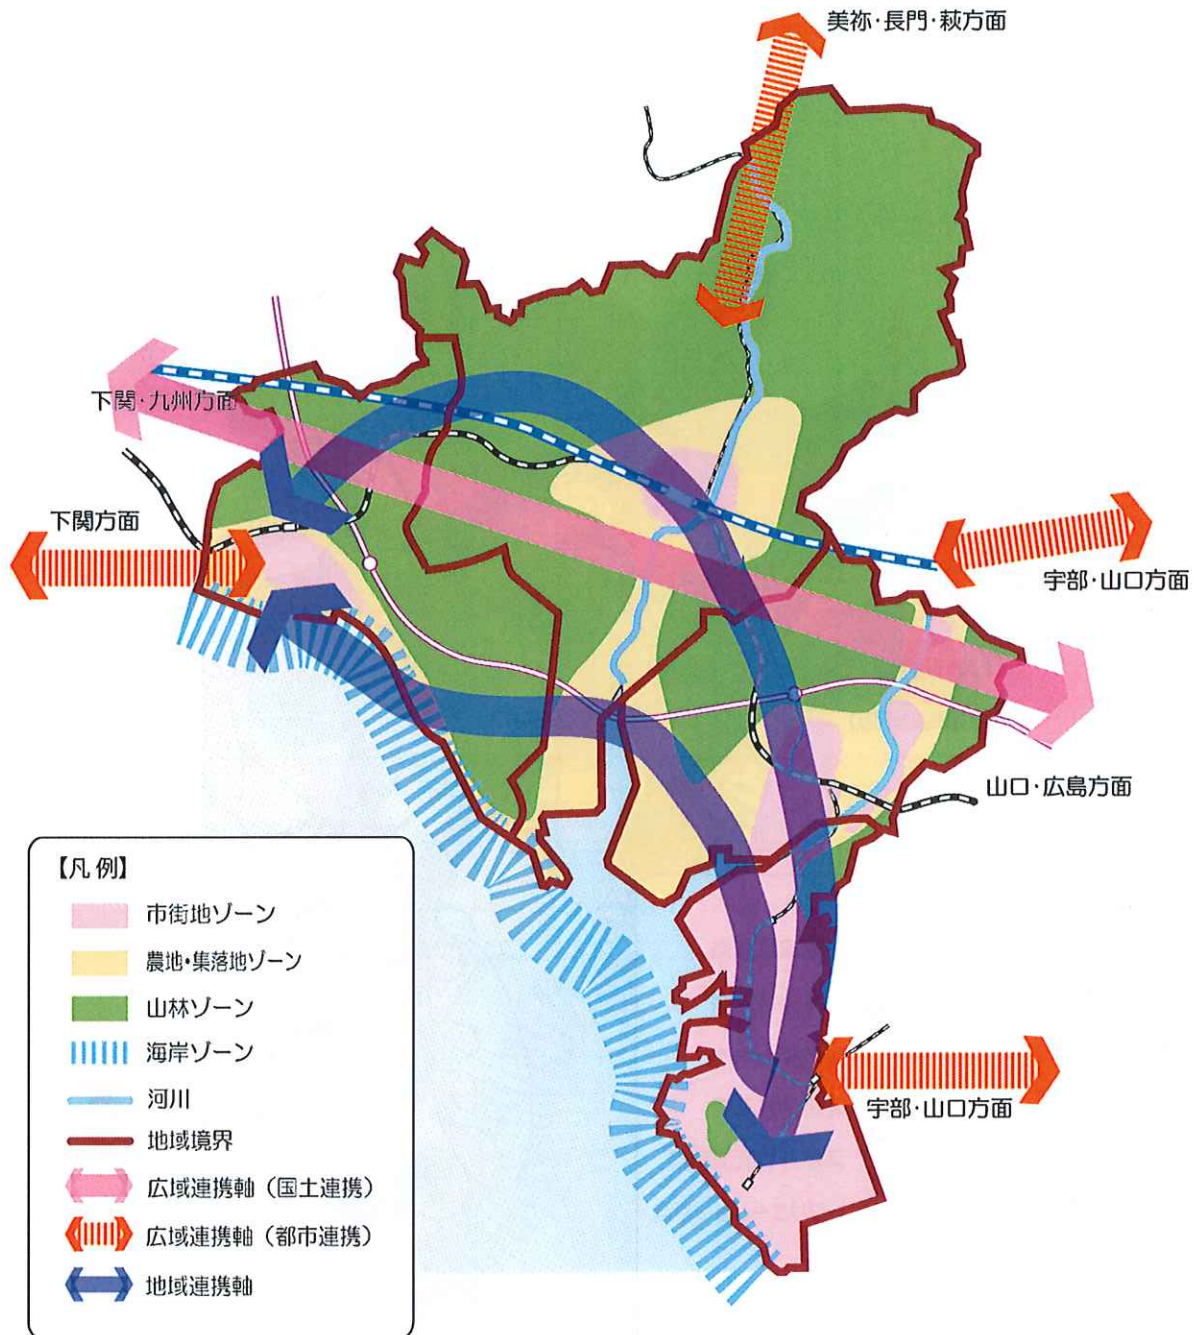 美祢・長門・萩方面
下関・九州方面
下関方面
宇部・山口方面
山口・広島方面
宇部・山口方面
【凡例】
市街地ゾーン
農地・集落地ゾーン
山林ゾーン
海岸ゾーン
河川
地域境界
広域連携軸（国土連携）
広域連携軸（都市連携）
地域連携軸